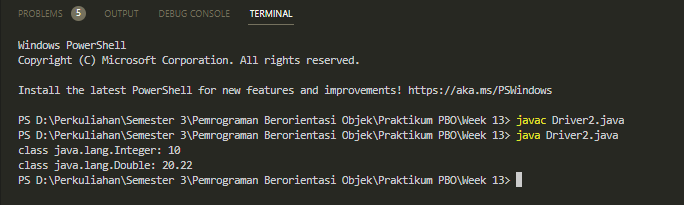 PROBLEMS 5 OUTPUT DEBUG CONSOLE TERMINAL
Windows PowerShell
Copyright (C) Microsoft Corporation. All rights reserved.
Install the latest PowerShell for new features and improvements! https://aka.ms/PSWindows
PS D:\Perkuliahan\Semester 3\Pemrograman Berorientasi Objek\Praktikum PBO\Week 13> javac Driver2.java
PS D:\Perkuliahan\Semester 3\Pemrograman Berorientasi Objek\Praktikum PBO\Week 13> java Driver2.java
class java.lang.Integer: 10
class java.lang.Double: 20.22
PS D:\Perkuliahan\Semester 3\Pemrograman Berorientasi Objek\Praktikum PBO\Week 13>